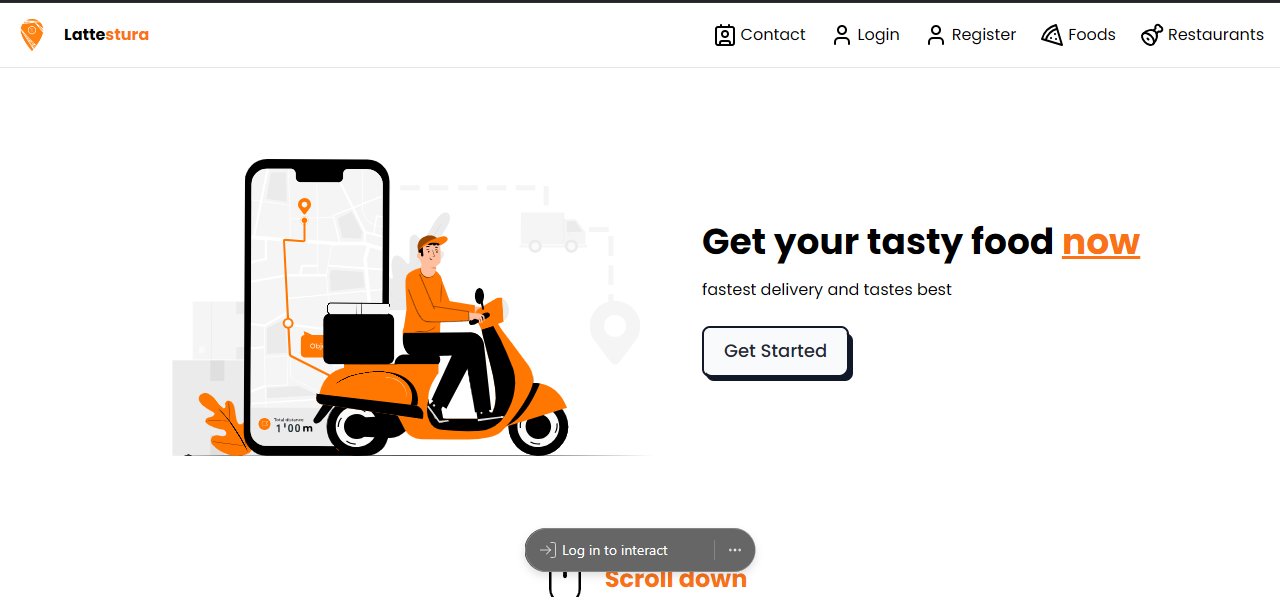 Lattestura
Contact
Login
Register
Foods
Restaurants
Get your tasty food now
fastest delivery and tastes best
Get Started
Total distance
1'00m
Log in to interact
Scroll down